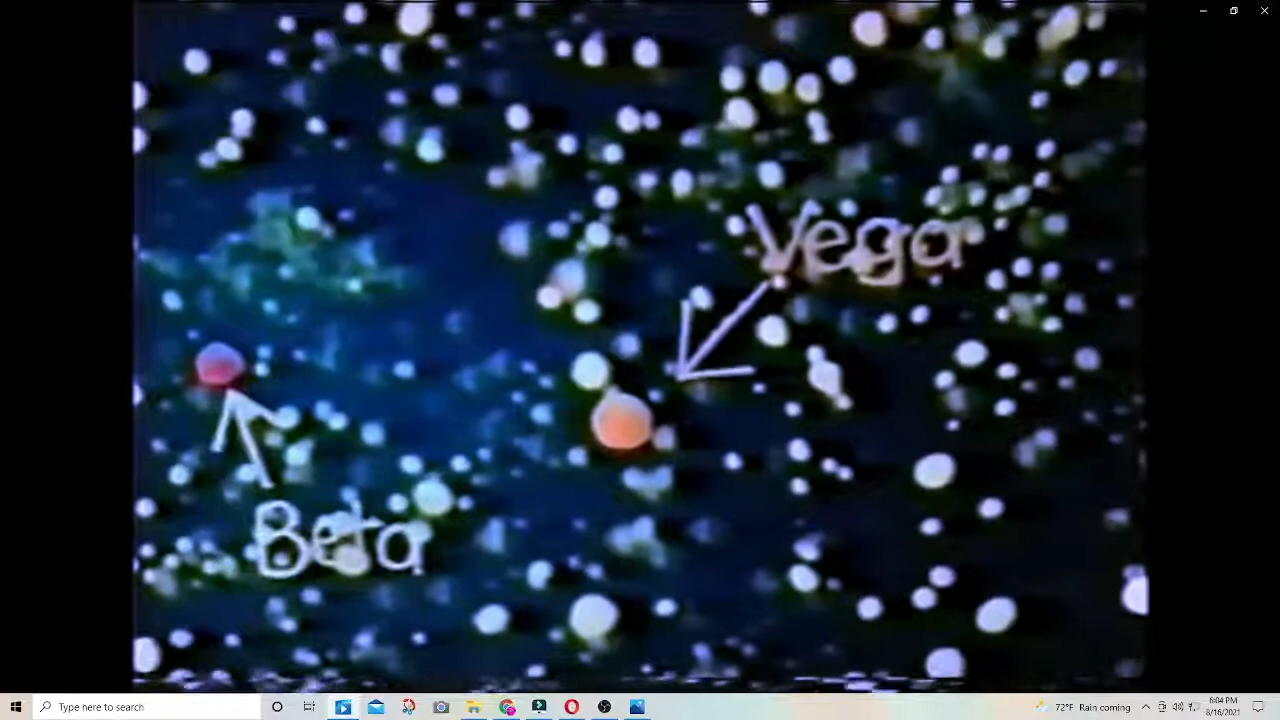 Vega
Beta
Type here to search
72°F Rain coming
6:04 PM
8/16/2021